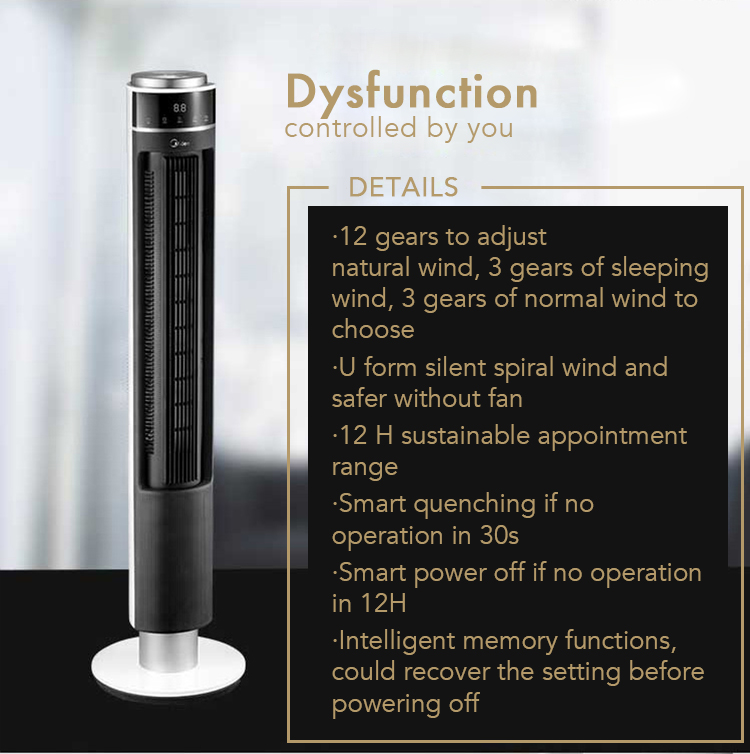 Dysfunction
controlled by you
DETAILS
·12 gears to adjust
natural wind, 3 gears of sleeping
wind, 3 gears of normal wind to
choose
·U form silent spiral wind and
safer without fan
·12 H sustainable appointment
range
·Smart quenching if no
operation in 30s
·Smart power off if no operation
in 12H
·Intelligent memory functions,
could recover the setting before
powering off
8.8
Midea